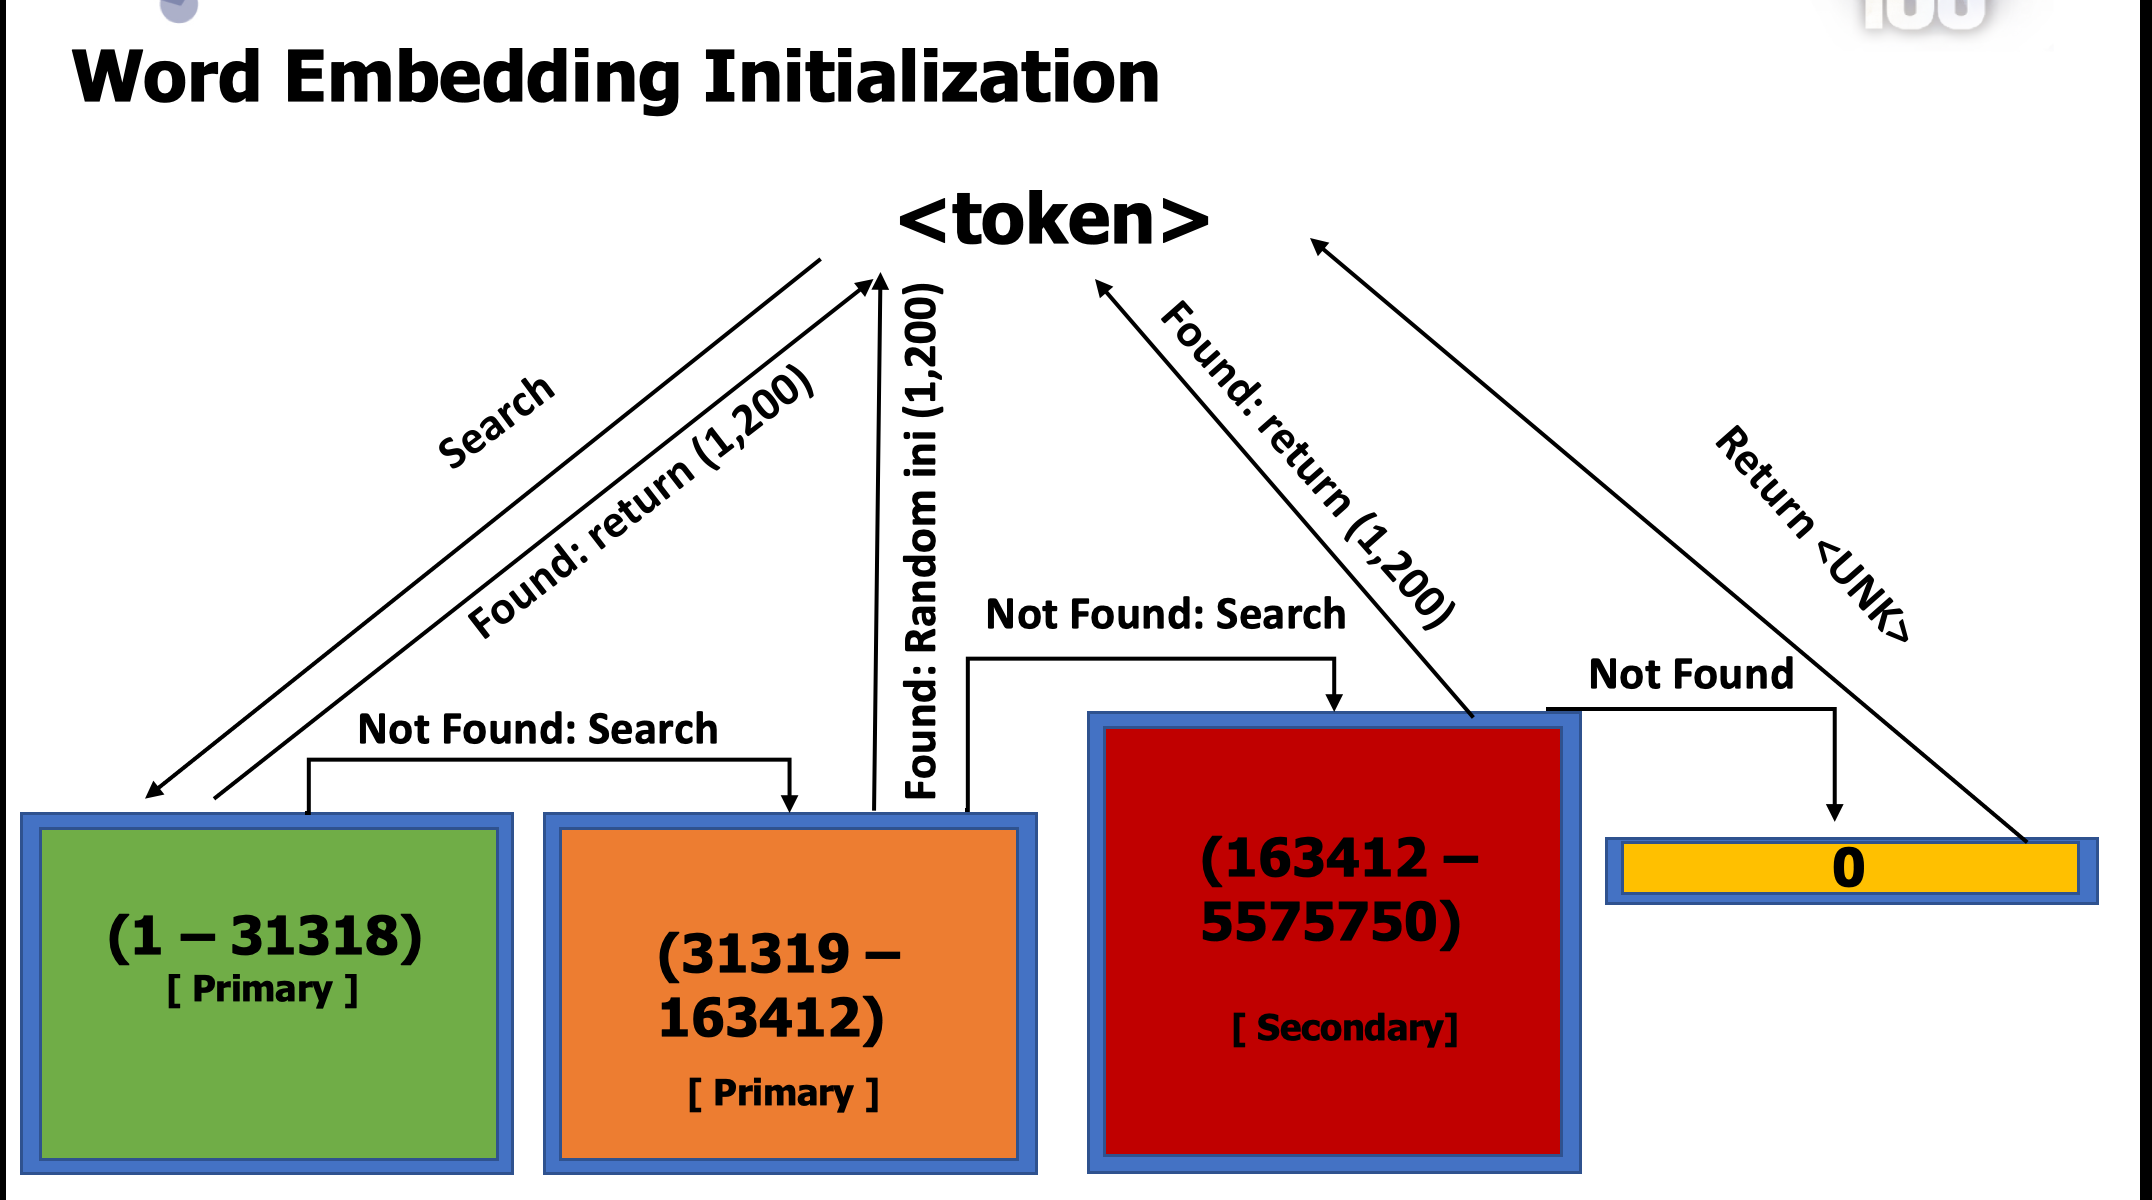 100
Word Embedding Initialization
<token>
Search
Found: return (1,200)
Found: Random ini (1,200)
Found: return (1,200)
Return <UNK>
Not Found: Search
Not Found: Search
Not Found
(1 – 31318)
[ Primary ]
(31319 –
163412)
[ Primary ]
(163412 –
5575750)
[ Secondary]
0